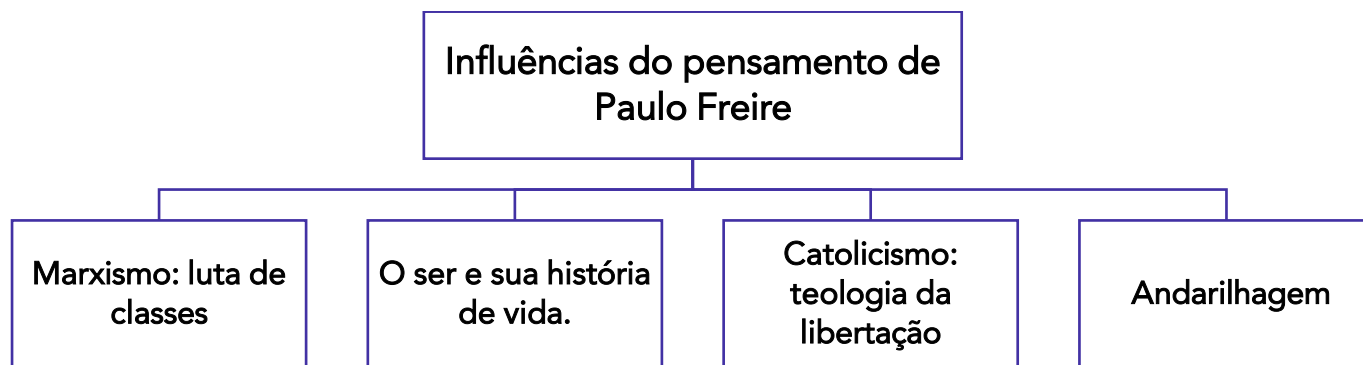 Influências do pensamento de
Paulo Freire
Marxismo: luta de
classes
O ser e sua história
de vida.
Catolicismo:
teologia da
libertação
Andarilhagem